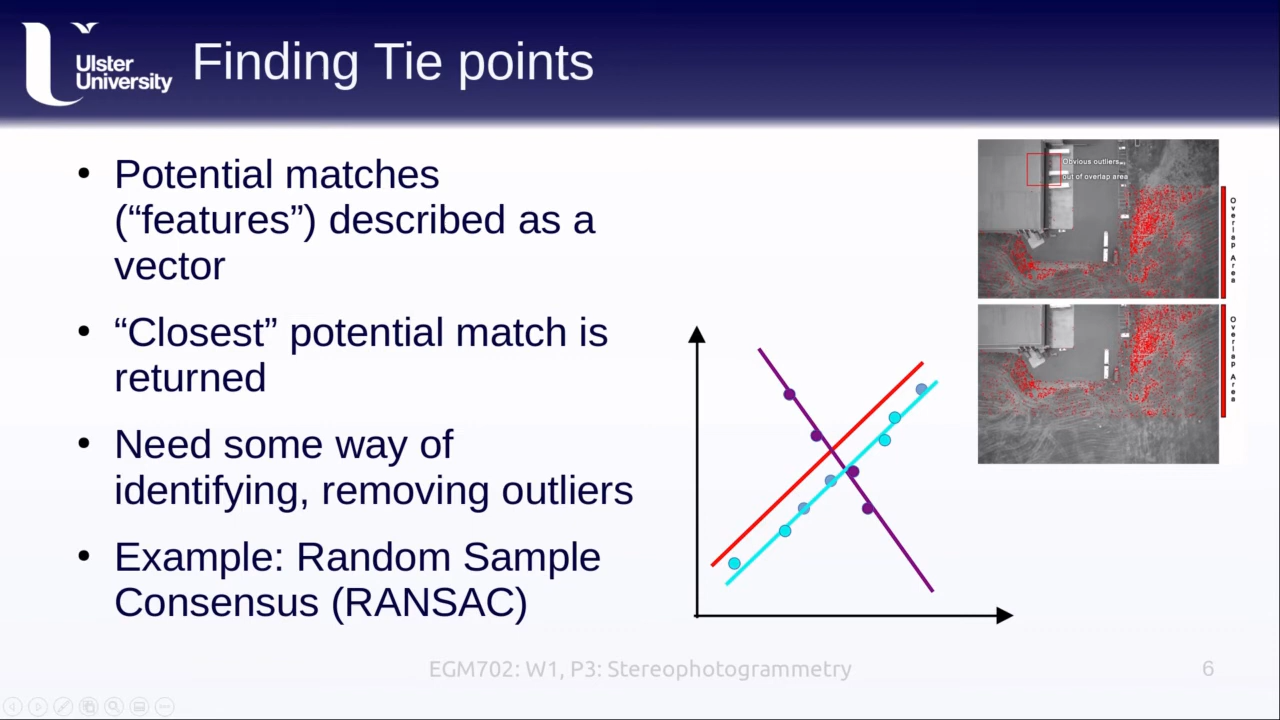 Ulster
University
Finding Tie points
• Potential matches
(“features”) described as a
vector
• “Closest” potential match is
returned
• Need some way of
identifying, removing outliers
• Example: Random Sample
Consensus (RANSAC)
Obvious outliers
out of overlap area
Overlap Area
Overlap Area
EGM702: W1, P3: Stereophotogrammetry
6